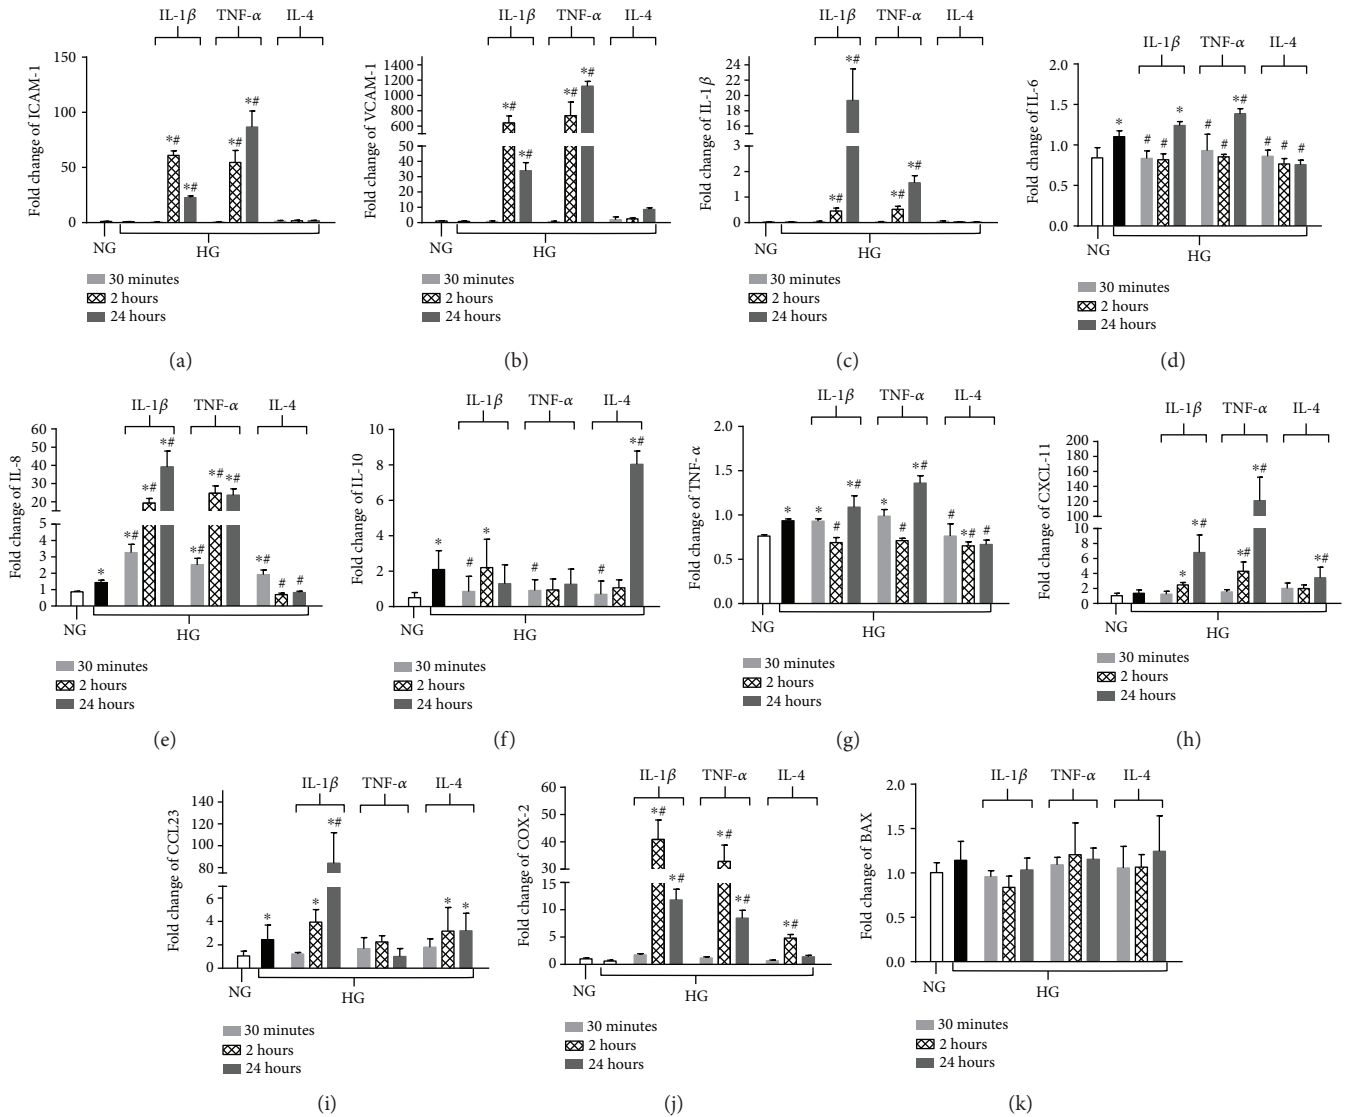 IL-1β TNF-α IL-4
Fold change of ICAM-1
150
100
50
0
NG
HG
30 minutes
2 hours
24 hours
(a)
IL-1β TNF-α IL-4
Fold change of VCAM-1
1400
1200
1000
800
600
50
40
30
20
10
0
NG
HG
30 minutes
2 hours
24 hours
(b)
IL-1β TNF-α IL-4
Fold change of IL-1β
24
22
20
18
16
3
2
1
0
NG
HG
30 minutes
2 hours
24 hours
(c)
IL-1β TNF-α IL-4
Fold change of IL-6
2.0
1.5
1.0
0.5
0.0
NG
HG
30 minutes
2 hours
24 hours
(d)
IL-1β TNF-α IL-4
Fold change of IL-8
60
50
40
30
20
5
4
3
2
1
0
NG
HG
30 minutes
2 hours
24 hours
(e)
IL-1β TNF-α IL-4
Fold change of IL-10
10
8
6
4
2
0
NG
HG
30 minutes
2 hours
24 hours
(f)
IL-1β TNF-α IL-4
Fold change of TNF-α
2.0
1.5
1.0
0.5
0.0
NG
HG
30 minutes
2 hours
24 hours
(g)
IL-1β TNF-α IL-4
Fold change of CXCL-11
200
180
160
140
120
100
10
8
6
4
2
0
NG
HG
30 minutes
2 hours
24 hours
(h)
IL-1β TNF-α IL-4
Fold change of CCL23
140
120
100
80
8
6
4
2
0
NG
HG
30 minutes
2 hours
24 hours
(i)
IL-1β TNF-α IL-4
Fold change of COX-2
60
50
40
30
15
10
5
0
NG
HG
30 minutes
2 hours
24 hours
(j)
IL-1β TNF-α IL-4
Fold change of BAX
2.0
1.5
1.0
0.5
0.0
NG
HG
30 minutes
2 hours
24 hours
(k)